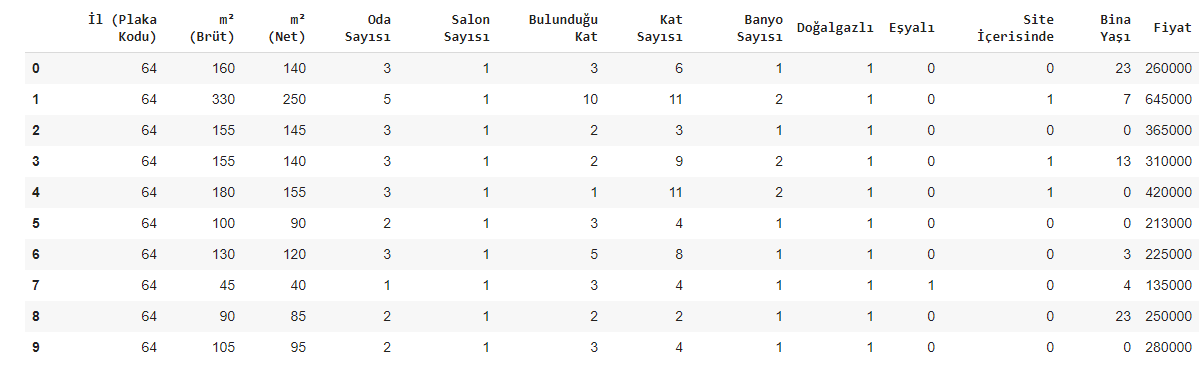 İl (Plaka Kodu) m² (Brüt) m² (Net) Oda Sayısı Salon Sayısı Bulunduğu Kat Kat Sayısı Banyo Sayısı Doğalgazlı Eşyalı Site İçerisinde Bina Yaşı Fiyat
0 64 160 140 3 1 3 6 1 1 0 0 23 260000
1 64 330 250 5 1 10 11 2 1 0 1 7 645000
2 64 155 145 3 1 2 3 1 1 0 0 0 365000
3 64 155 140 3 1 2 9 2 1 0 1 13 310000
4 64 180 155 3 1 1 11 2 1 0 1 0 420000
5 64 100 90 2 1 3 4 1 1 0 0 0 213000
6 64 130 120 3 1 5 8 1 1 0 0 3 225000
7 64 45 40 1 1 3 4 1 1 1 0 4 135000
8 64 90 85 2 1 2 2 1 1 0 0 23 250000
9 64 105 95 2 1 3 4 1 1 0 0 0 280000